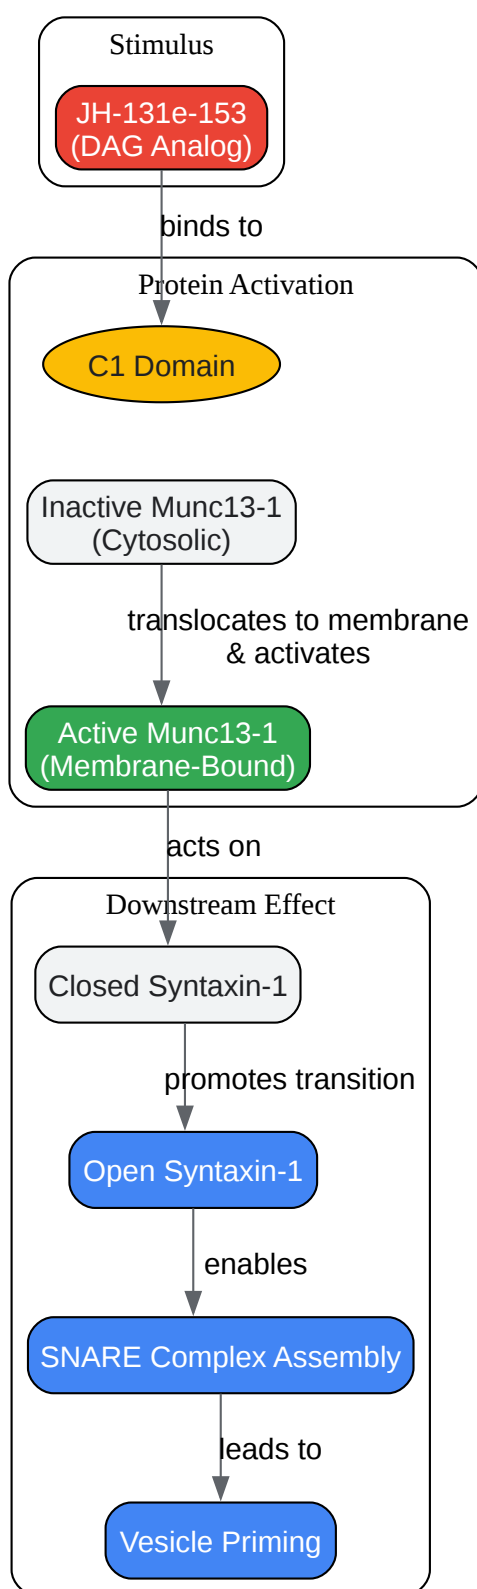 Stimulus
JH-131e-153
(DAG Analog)
binds to
Protein Activation
C1 Domain
Inactive Munc13-1
(Cytosolic)
translocates to membrane
& activates
Active Munc13-1
(Membrane-Bound)
acts on
Downstream Effect
Closed Syntaxin-1
promotes transition
Open Syntaxin-1
enables
SNARE Complex Assembly
leads to
Vesicle Priming